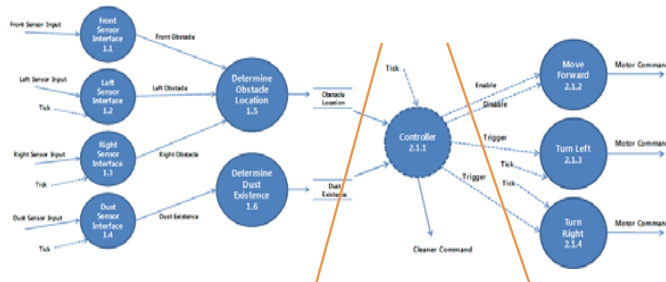 Front Sensor Input
Front
Sensor
Interface
1.1
Front Obstacle
Left Sensor Input
Tick
Left
Sensor
Interface
1.2
Left Obstacle
Right Sensor Input
Tick
Right
Sensor
Interface
1.3
Right Obstacle
Dust Sensor Input
Tick
Dust
Sensor
Interface
1.4
Dust Existence
Determine
Obstacle
Location
1.5
Determine
Dust
Existence
1.6
Obstacle
Location
Dust
Existence
Tick
Controller
2.1.1
Cleaner Command
Enable
Disable
Trigger
Tick
Trigger
Tick
Move
Forward
2.1.2
Motor Command
Turn Left
2.1.3
Motor Command
Turn
Right
2.1.4
Motor Command